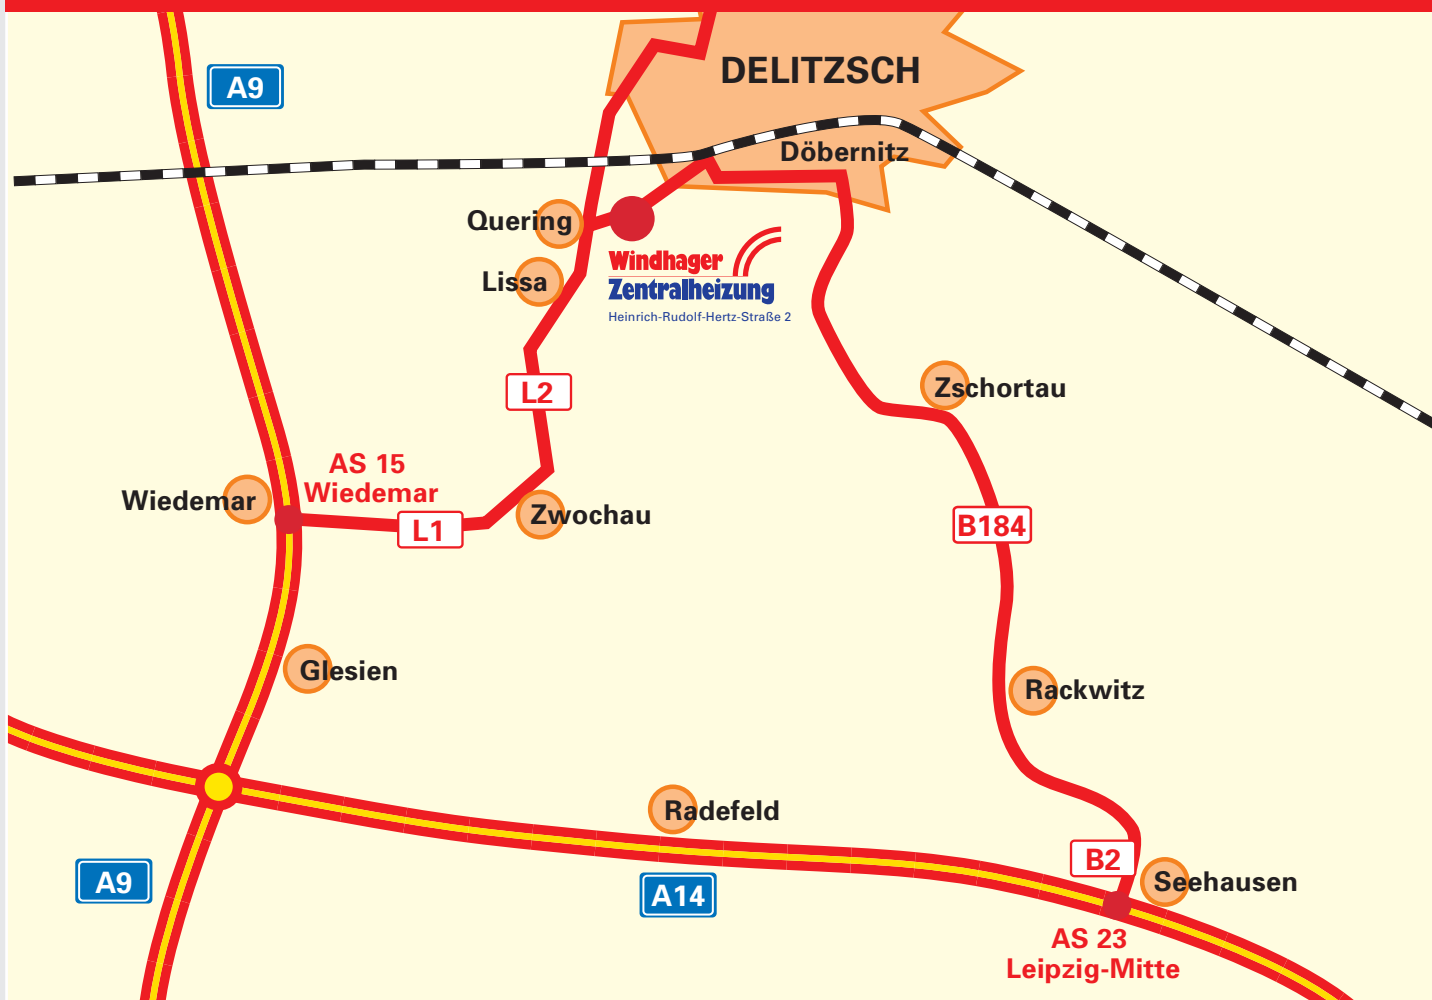 DELITZSCH
A9
Döbernitz
Quering
Windhager
Lissa
Zentralheizung
Heinrich-Rudolf-Hertz-Straße 2
L2
Zschortau
AS 15
Wiedemar
Wiedemar
Zwochau
L1
B184
Glesien
Rackwitz
Radefeld
B2
A9
A14
Seehausen
AS 23
Leipzig-Mitte